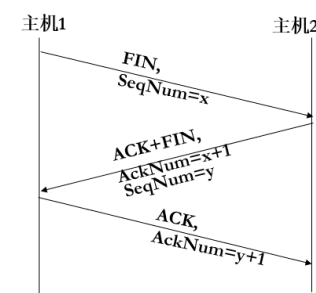 主机1
主机2
FIN,
SeqNum=x
ACK+FIN,
AckNum=x+1
SeqNum=y
ACK,
AckNum=y+1